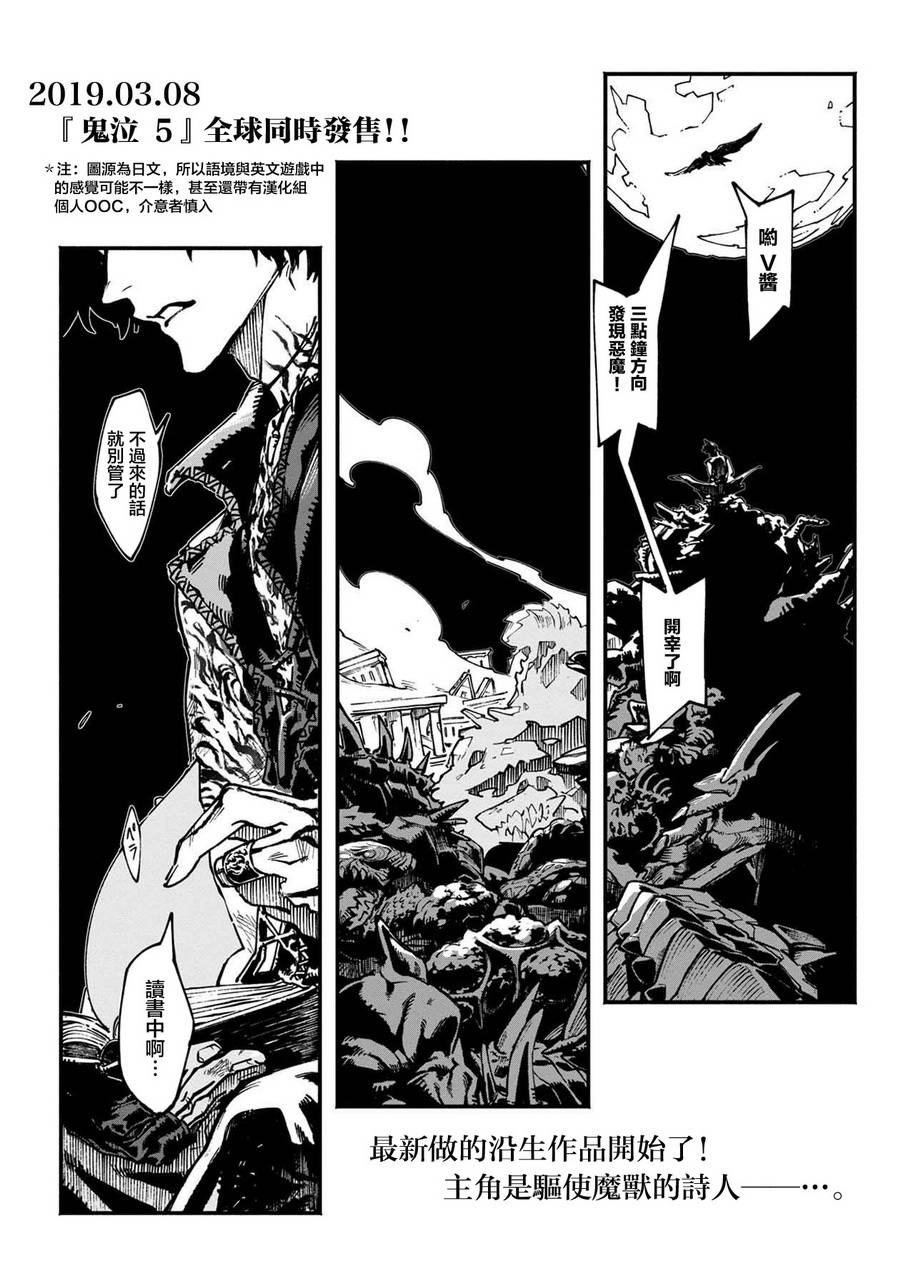 2019.03.08
『鬼泣 5』全球同時發售!!
＊注：圖源為日文，所以語境與英文遊戲中
的感覺可能不一樣，甚至還帶有漢化組
個人OOC，介意者慎入
喲
V醬
三點鐘方向
發現惡魔！
開宰了啊
不過來的話
就別管了
ペラ
讀書中啊…
最新做的沿生作品開始了！
主角是驅使魔獸的詩人——…。